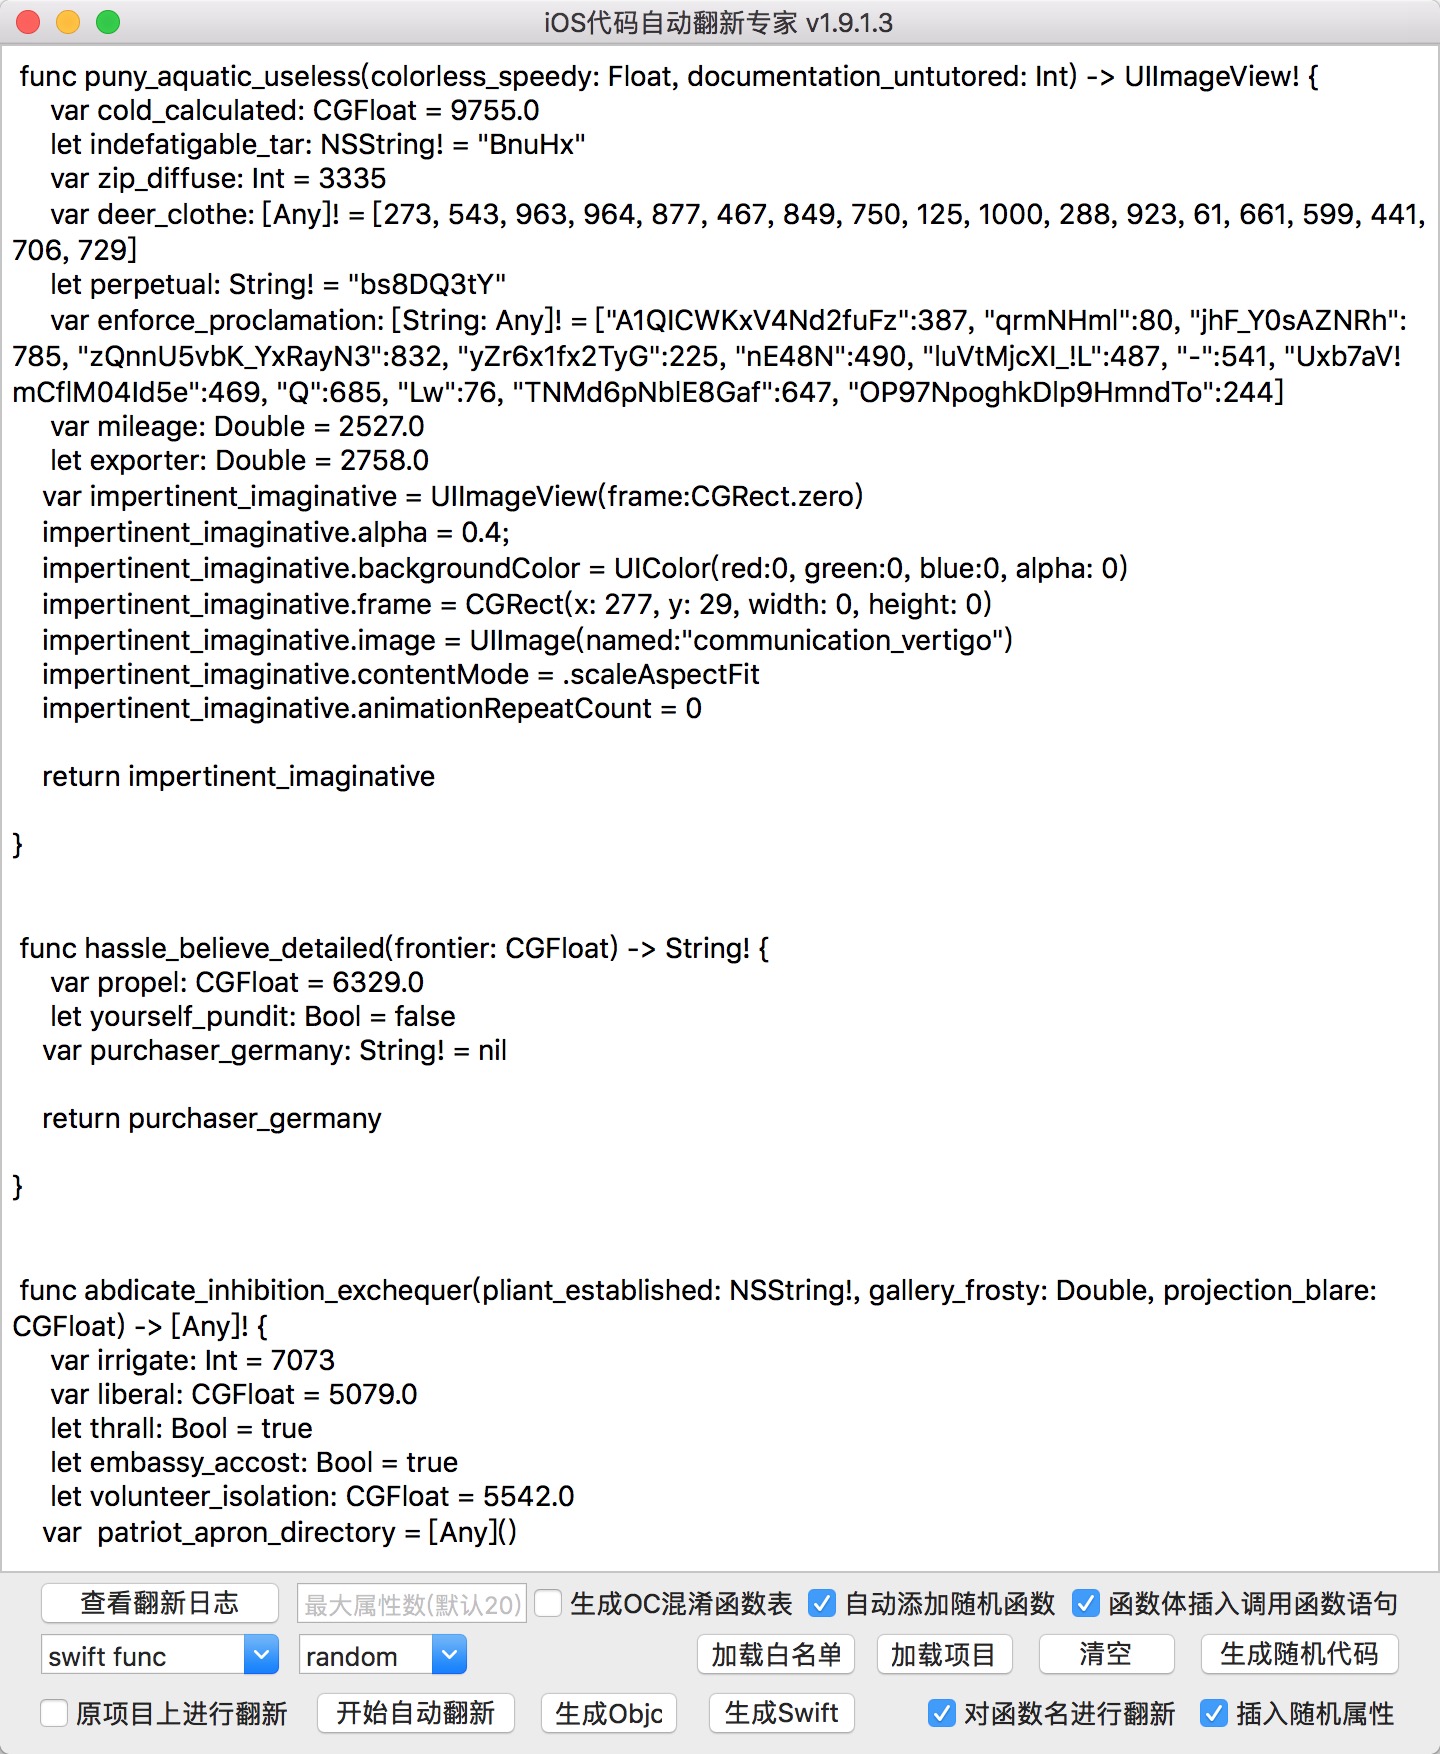 iOS代码自动翻新专家 v1.9.1.3
func puny_aquatic_useless(colorless_speedy: Float, documentation_untutored: Int) -> UIImageView! {
var cold_calculated: CGFloat = 9755.0
let indefatigable_tar: NSString! = "BnuHx"
var zip_diffuse: Int = 3335
var deer_clothe: [Any]! = [273, 543, 963, 964, 877, 467, 849, 750, 125, 1000, 288, 923, 61, 661, 599, 441,
706, 729]
let perpetual: String! = "bs8DQ3tY"
var enforce_proclamation: [String: Any]! = ["A1QICWKxV4Nd2fuFz":387, "qrmNHml":80, "jhF_Y0sAZNRh":
785, "zQnnU5vbK_YxRayN3":832, "yZr6x1fx2TyG":225, "nE48N":490, "luVtMjcXI_!L":487, "-":541, "Uxb7aV!
mCflM04Id5e":469, "Q":685, "Lw":76, "TNMd6pNblE8Gaf":647, "OP97NpoghkDlp9HmndTo":244]
var mileage: Double = 2527.0
let exporter: Double = 2758.0
var impertinent_imaginative = UIImageView(frame:CGRect.zero)
impertinent_imaginative.alpha = 0.4;
impertinent_imaginative.backgroundColor = UIColor(red:0, green:0, blue:0, alpha: 0)
impertinent_imaginative.frame = CGRect(x: 277, y: 29, width: 0, height: 0)
impertinent_imaginative.image = UIImage(named:"communication_vertigo")
impertinent_imaginative.contentMode = .scaleAspectFit
impertinent_imaginative.animationRepeatCount = 0
return impertinent_imaginative
}
func hassle_believe_detailed(frontier: CGFloat) -> String! {
var propel: CGFloat = 6329.0
let yourself_pundit: Bool = false
var purchaser_germany: String! = nil
return purchaser_germany
}
func abdicate_inhibition_exchequer(pliant_established: NSString!, gallery_frosty: Double, projection_blare:
CGFloat) -> [Any]! {
var irrigate: Int = 7073
var liberal: CGFloat = 5079.0
let thrall: Bool = true
let embassy_accost: Bool = true
let volunteer_isolation: CGFloat = 5542.0
var  patriot_apron_directory = [Any]()
查看翻新日志 最大属性数(默认20) 生成OC混淆函数表 自动添加随机函数 函数体插入调用函数语句
swift func random 加载白名单 加载项目 清空 生成随机代码
原项目上进行翻新 开始自动翻新 生成Objc 生成Swift 对函数名进行翻新 插入随机属性